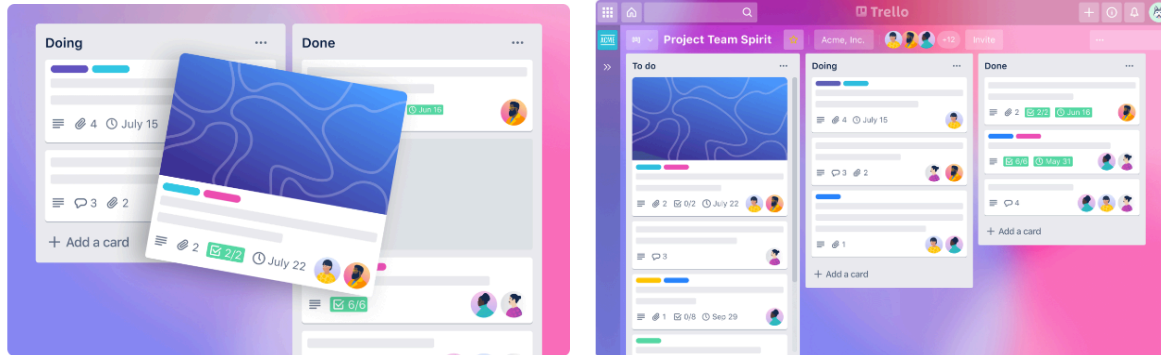 Doing ...
4 July 15
3 2
+ Add a card
Done ...
Jun 16
2 2/2 July 22
6/6
Trello
ACME
Project Team Spirit
Acme, Inc.
+12
Invite
...
To do ...
2 0/2 July 22
3
1 0/8 Sep 29
Doing ...
4 July 15
3 2
1
+ Add a card
Done ...
2 2/2 Jun 16
6/6 May 31
4
+ Add a card